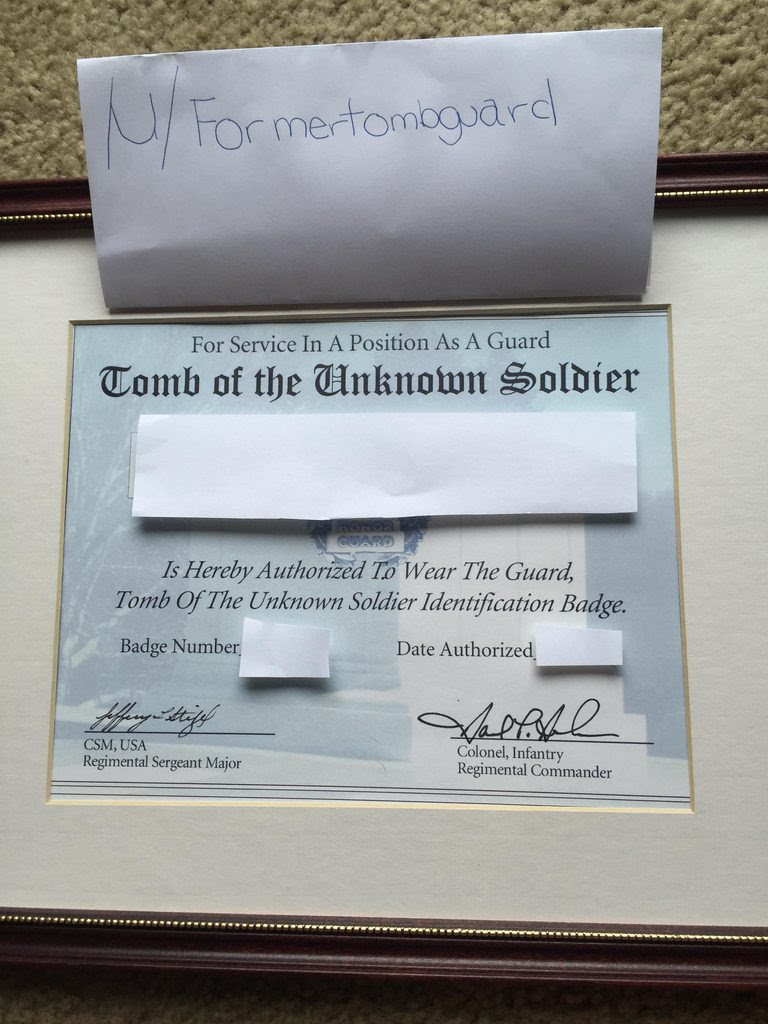 u/Formertombguard
For Service In A Position As A Guard
Tomb of the Unknown Soldier
HONOR
GUARD
Is Hereby Authorized To Wear The Guard,
Tomb Of The Unknown Soldier Identification Badge.
Badge Number
Date Authorized
CSM, USA
Regimental Sergeant Major
Colonel, Infantry
Regimental Commander